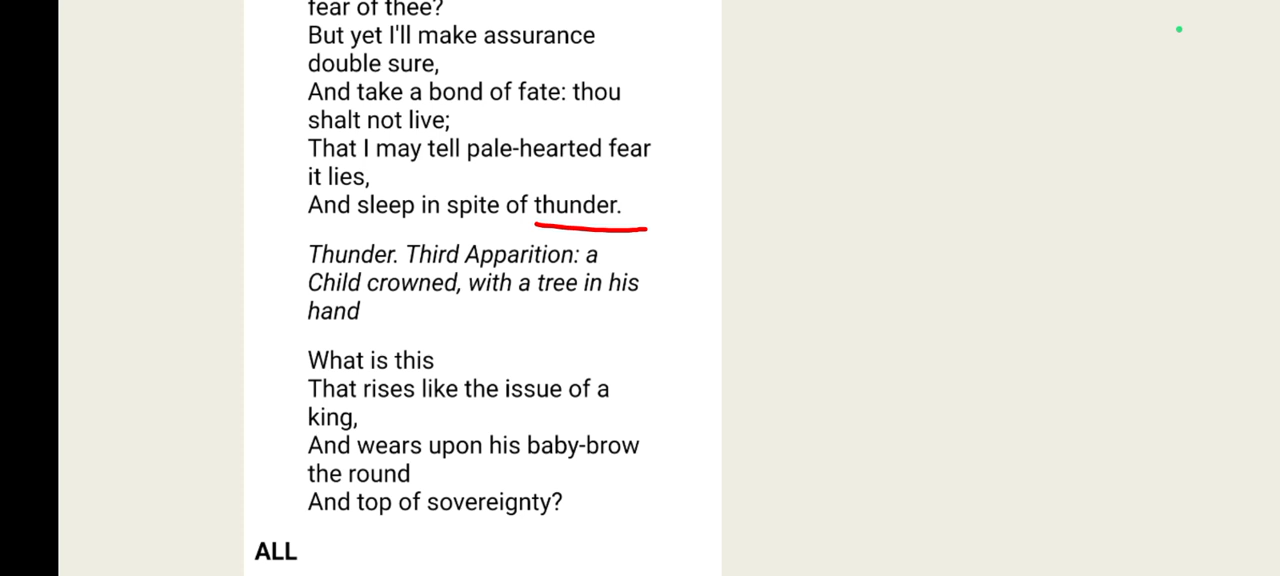 fear of thee?
But yet I'll make assurance
double sure,
And take a bond of fate: thou
shalt not live;
That I may tell pale-hearted fear
it lies,
And sleep in spite of thunder.
Thunder. Third Apparition: a
Child crowned, with a tree in his
hand
What is this
That rises like the issue of a
king,
And wears upon his baby-brow
the round
And top of sovereignty?
ALL